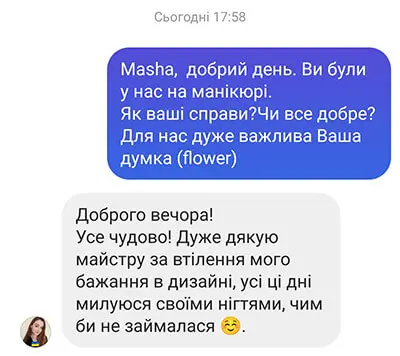 Сьогодні 17:58
Masha,  добрий день. Ви були
у нас на манікюрі.
Як ваші справи?Чи все добре?
Для нас дуже важлива Ваша
думка (flower)
Доброго вечора!
Усе чудово! Дуже дякую
майстру за втілення мого
бажання в дизайні, усі ці дні
милуюся своїми нігтями, чим
би не займалася ☺️.